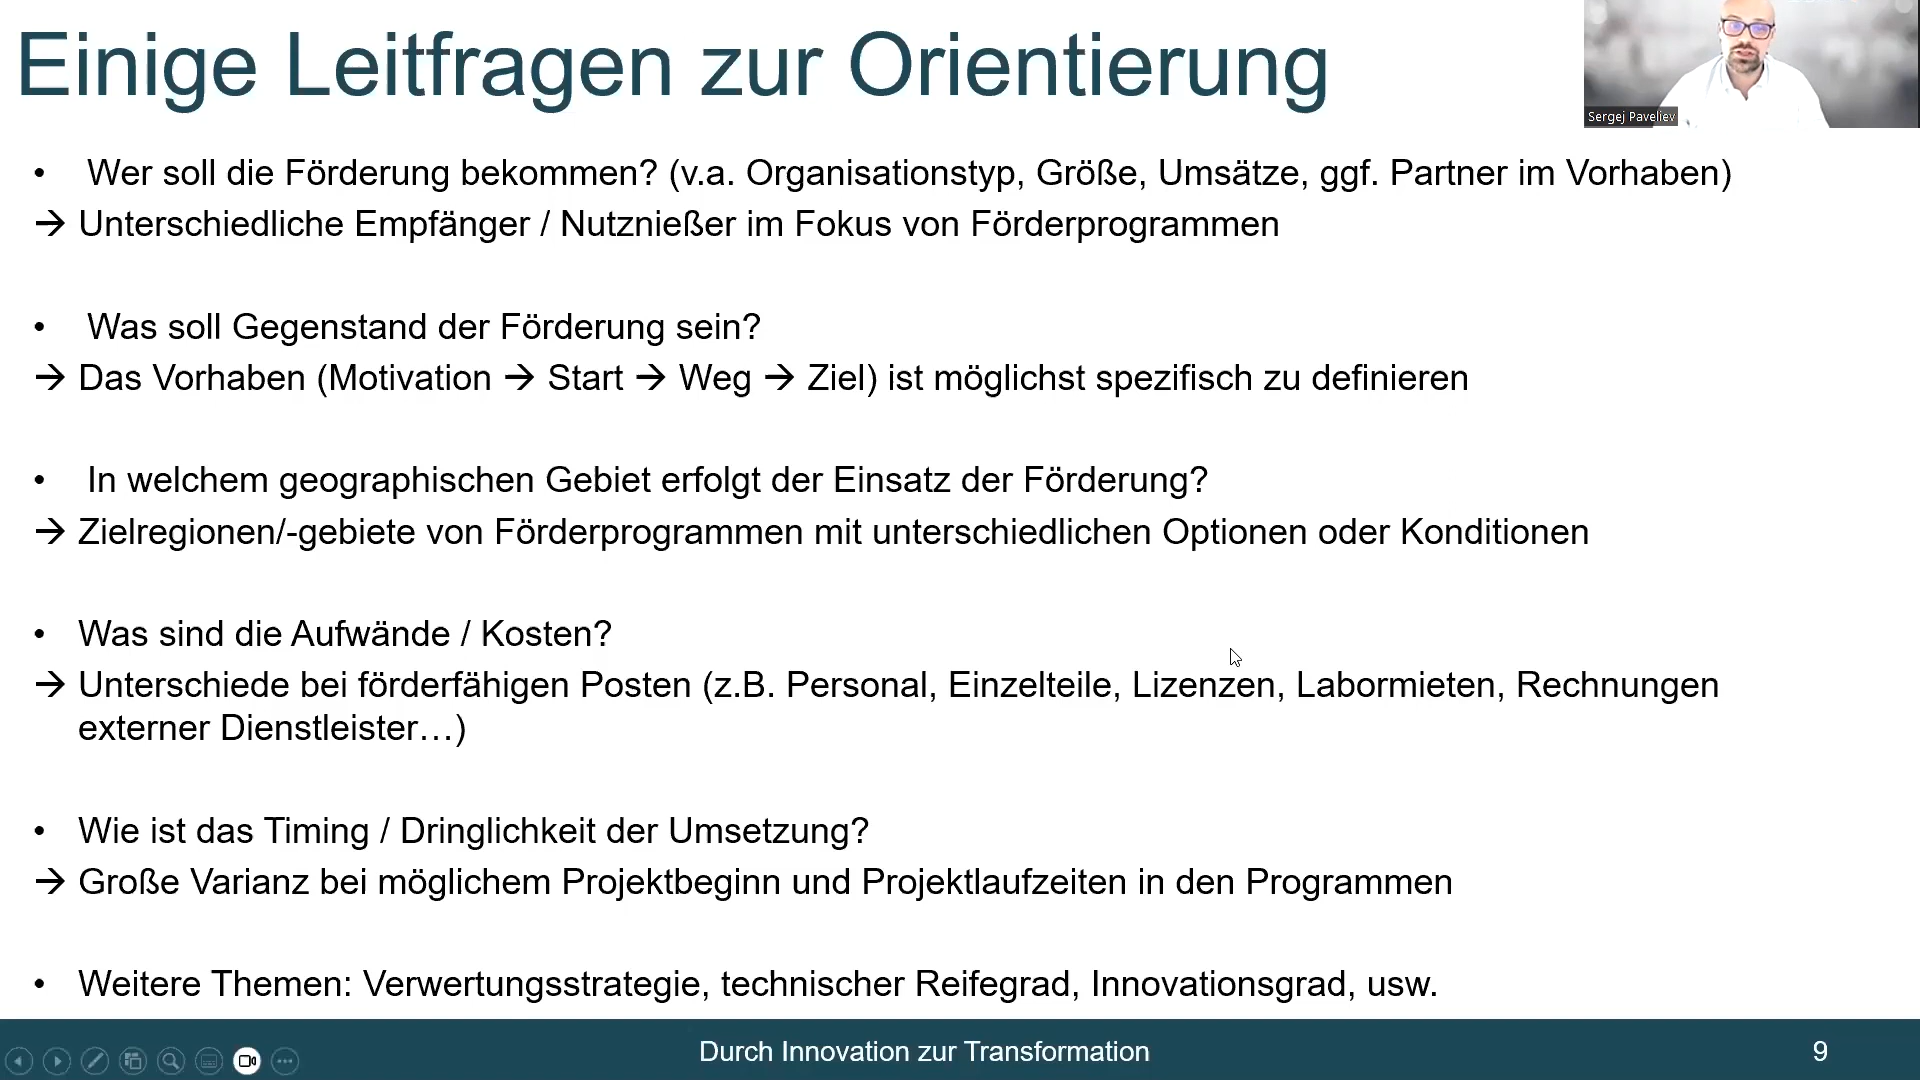 Einige Leitfragen zur Orientierung
Sergej Paveliev
• Wer soll die Förderung bekommen? (v.a. Organisationstyp, Größe, Umsätze, ggf. Partner im Vorhaben)
→ Unterschiedliche Empfänger / Nutznießer im Fokus von Förderprogrammen
• Was soll Gegenstand der Förderung sein?
→ Das Vorhaben (Motivation → Start → Weg → Ziel) ist möglichst spezifisch zu definieren
• In welchem geographischen Gebiet erfolgt der Einsatz der Förderung?
→ Zielregionen/-gebiete von Förderprogrammen mit unterschiedlichen Optionen oder Konditionen
• Was sind die Aufwände / Kosten?
→ Unterschiede bei förderfähigen Posten (z.B. Personal, Einzelteile, Lizenzen, Labormieten, Rechnungen
externer Dienstleister…)
• Wie ist das Timing / Dringlichkeit der Umsetzung?
→ Große Varianz bei möglichem Projektbeginn und Projektlaufzeiten in den Programmen
• Weitere Themen: Verwertungsstrategie, technischer Reifegrad, Innovationsgrad, usw.
Durch Innovation zur Transformation
9